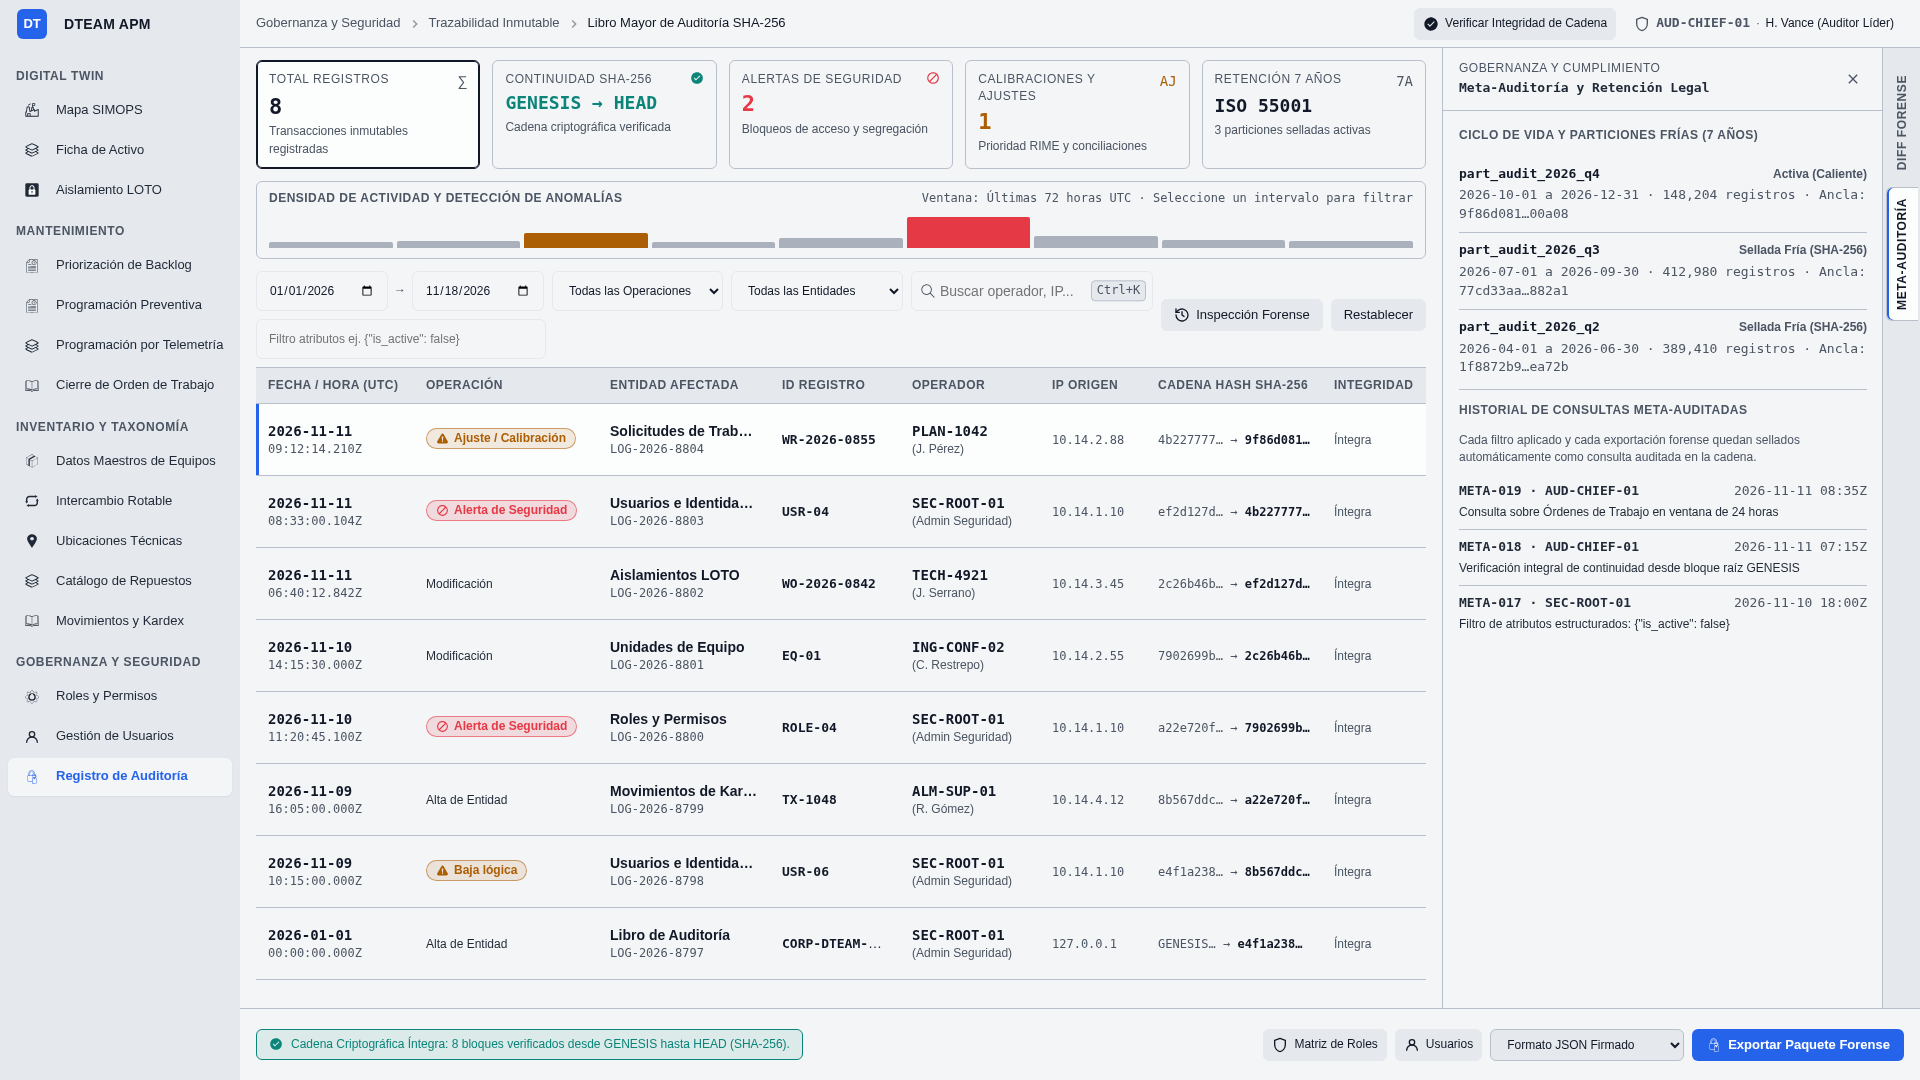 DT
DTEAM APM
DIGITAL TWIN
Mapa SIMOPS
Ficha de Activo
Aislamiento LOTO
MANTENIMIENTO
Priorización de Backlog
Programación Preventiva
Programación por Telemetría
Cierre de Orden de Trabajo
INVENTARIO Y TAXONOMÍA
Datos Maestros de Equipos
Intercambio Rotable
Ubicaciones Técnicas
Catálogo de Repuestos
Movimientos y Kardex
GOBERNANZA Y SEGURIDAD
Roles y Permisos
Gestión de Usuarios
Registro de Auditoría
Gobernanza y Seguridad > Trazabilidad Inmutable > Libro Mayor de Auditoría SHA-256
Verificar Integridad de Cadena
AUD-CHIEF-01 · H. Vance (Auditor Líder)
TOTAL REGISTROS ∑
8
Transacciones inmutables
registradas
CONTINUIDAD SHA-256
GENESIS → HEAD
Cadena criptográfica verificada
ALERTAS DE SEGURIDAD
2
Bloqueos de acceso y segregación
CALIBRACIONES Y
AJUSTES
AJ
1
Prioridad RIME y conciliaciones
RETENCIÓN 7 AÑOS 7A
ISO 55001
3 particiones selladas activas
DENSIDAD DE ACTIVIDAD Y DETECCIÓN DE ANOMALÍAS
Ventana: Últimas 72 horas UTC · Seleccione un intervalo para filtrar
01/01/2026 → 11/18/2026 Todas las Operaciones Todas las Entidades Buscar operador, IP... Ctrl+K
Inspección Forense Restablecer
Filtro atributos ej. {"is_active": false}
FECHA / HORA (UTC) OPERACIÓN ENTIDAD AFECTADA ID REGISTRO OPERADOR IP ORIGEN CADENA HASH SHA-256 INTEGRIDAD
2026-11-11 Solicitudes de Trab… PLAN-1042
Ajuste / Calibración WR-2026-0855 10.14.2.88 4b227777… → 9f86d081… Íntegra
09:12:14.210Z LOG-2026-8804 (J. Pérez)
2026-11-11 Usuarios e Identida… SEC-ROOT-01
Alerta de Seguridad USR-04 10.14.1.10 ef2d127d… → 4b227777… Íntegra
08:33:00.104Z LOG-2026-8803 (Admin Seguridad)
2026-11-11 Aislamientos LOTO TECH-4921
Modificación WO-2026-0842 10.14.3.45 2c26b46b… → ef2d127d… Íntegra
06:40:12.842Z LOG-2026-8802 (J. Serrano)
2026-11-10 Unidades de Equipo ING-CONF-02
Modificación EQ-01 10.14.2.55 7902699b… → 2c26b46b… Íntegra
14:15:30.000Z LOG-2026-8801 (C. Restrepo)
2026-11-10 Roles y Permisos SEC-ROOT-01
Alerta de Seguridad ROLE-04 10.14.1.10 a22e720f… → 7902699b… Íntegra
11:20:45.100Z LOG-2026-8800 (Admin Seguridad)
2026-11-09 Movimientos de Kar… ALM-SUP-01
Alta de Entidad TX-1048 10.14.4.12 8b567ddc… → a22e720f… Íntegra
16:05:00.000Z LOG-2026-8799 (R. Gómez)
2026-11-09 Usuarios e Identida… SEC-ROOT-01
Baja lógica USR-06 10.14.1.10 e4f1a238… → 8b567ddc… Íntegra
10:15:00.000Z LOG-2026-8798 (Admin Seguridad)
2026-01-01 Libro de Auditoría SEC-ROOT-01
Alta de Entidad CORP-DTEAM-… 127.0.0.1 GENESIS… → e4f1a238… Íntegra
00:00:00.000Z LOG-2026-8797 (Admin Seguridad)
GOBERNANZA Y CUMPLIMIENTO
Meta-Auditoría y Retención Legal
CICLO DE VIDA Y PARTICIONES FRÍAS (7 AÑOS)
part_audit_2026_q4 Activa (Caliente)
2026-10-01 a 2026-12-31 · 148,204 registros · Ancla:
9f86d081…00a08
part_audit_2026_q3 Sellada Fría (SHA-256)
2026-07-01 a 2026-09-30 · 412,980 registros · Ancla:
77cd33aa…882a1
part_audit_2026_q2 Sellada Fría (SHA-256)
2026-04-01 a 2026-06-30 · 389,410 registros · Ancla:
1f8872b9…ea72b
HISTORIAL DE CONSULTAS META-AUDITADAS
Cada filtro aplicado y cada exportación forense quedan sellados
automáticamente como consulta auditada en la cadena.
META-019 · AUD-CHIEF-01 2026-11-11 08:35Z
Consulta sobre Órdenes de Trabajo en ventana de 24 horas
META-018 · AUD-CHIEF-01 2026-11-11 07:15Z
Verificación integral de continuidad desde bloque raíz GENESIS
META-017 · SEC-ROOT-01 2026-11-10 18:00Z
Filtro de atributos estructurados: {"is_active": false}
DIFF FORENSE
META-AUDITORÍA
Cadena Criptográfica Íntegra: 8 bloques verificados desde GENESIS hasta HEAD (SHA-256).
Matriz de Roles Usuarios Formato JSON Firmado Exportar Paquete Forense